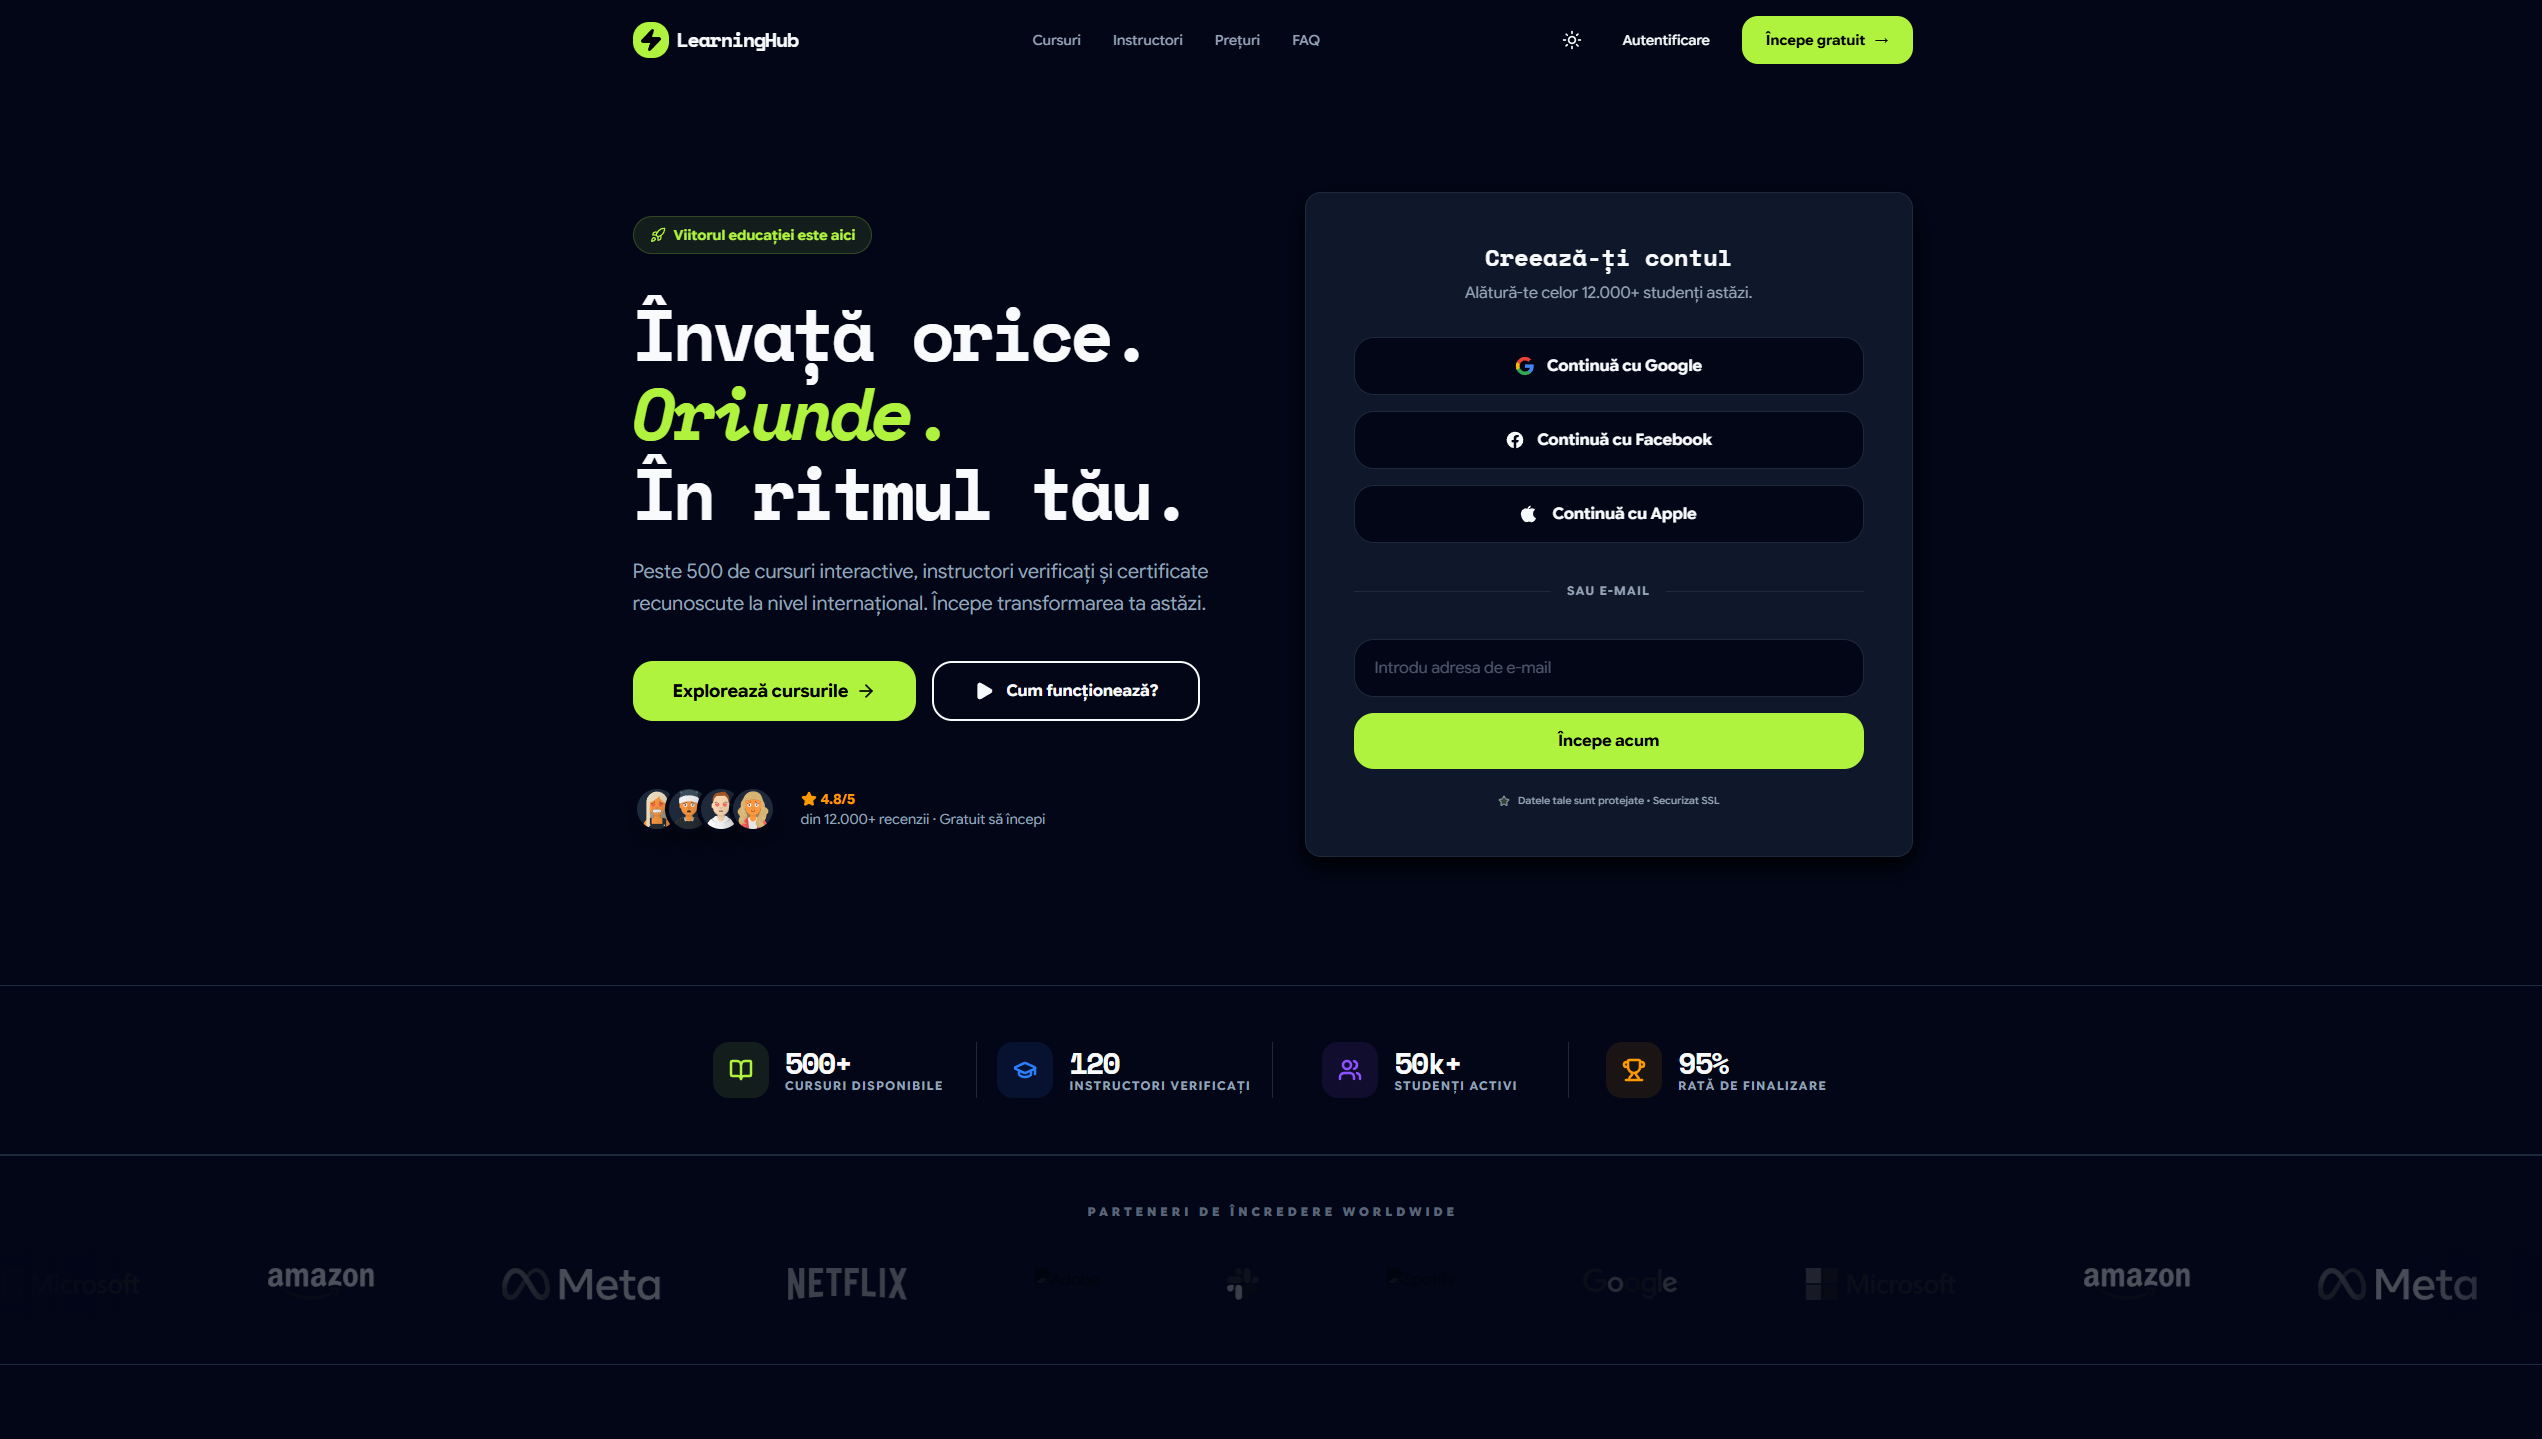 LearningHub
Cursuri
Instructori
Prețuri
FAQ
Autentificare
Începe gratuit →
Viitorul educației este aici
Învață orice.
Oriunde.
În ritmul tău.
Peste 500 de cursuri interactive, instructori verificați și certificate
recunoscute la nivel internațional. Începe transformarea ta astăzi.
Explorează cursurile →
Cum funcționează?
4.8/5
din 12.000+ recenzii · Gratuit să începi
Creează-ți contul
Alătură-te celor 12.000+ studenți astăzi.
Continuă cu Google
Continuă cu Facebook
Continuă cu Apple
SAU E-MAIL
Introdu adresa de e-mail
Începe acum
Datele tale sunt protejate • Securizat SSL
500+
CURSURI DISPONIBILE
120
INSTRUCTORI VERIFICAȚI
50k+
STUDENȚI ACTIVI
95%
RATĂ DE FINALIZARE
PARTENERI DE ÎNCREDERE WORLDWIDE
Microsoft
amazon
Meta
NETFLIX
Google
Microsoft
amazon
Meta